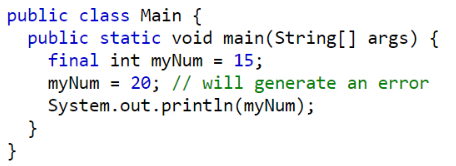 public class Main {
  public static void main(String[] args) {
    final int myNum = 15;
    myNum = 20; // will generate an error
    System.out.println(myNum);
  }
}